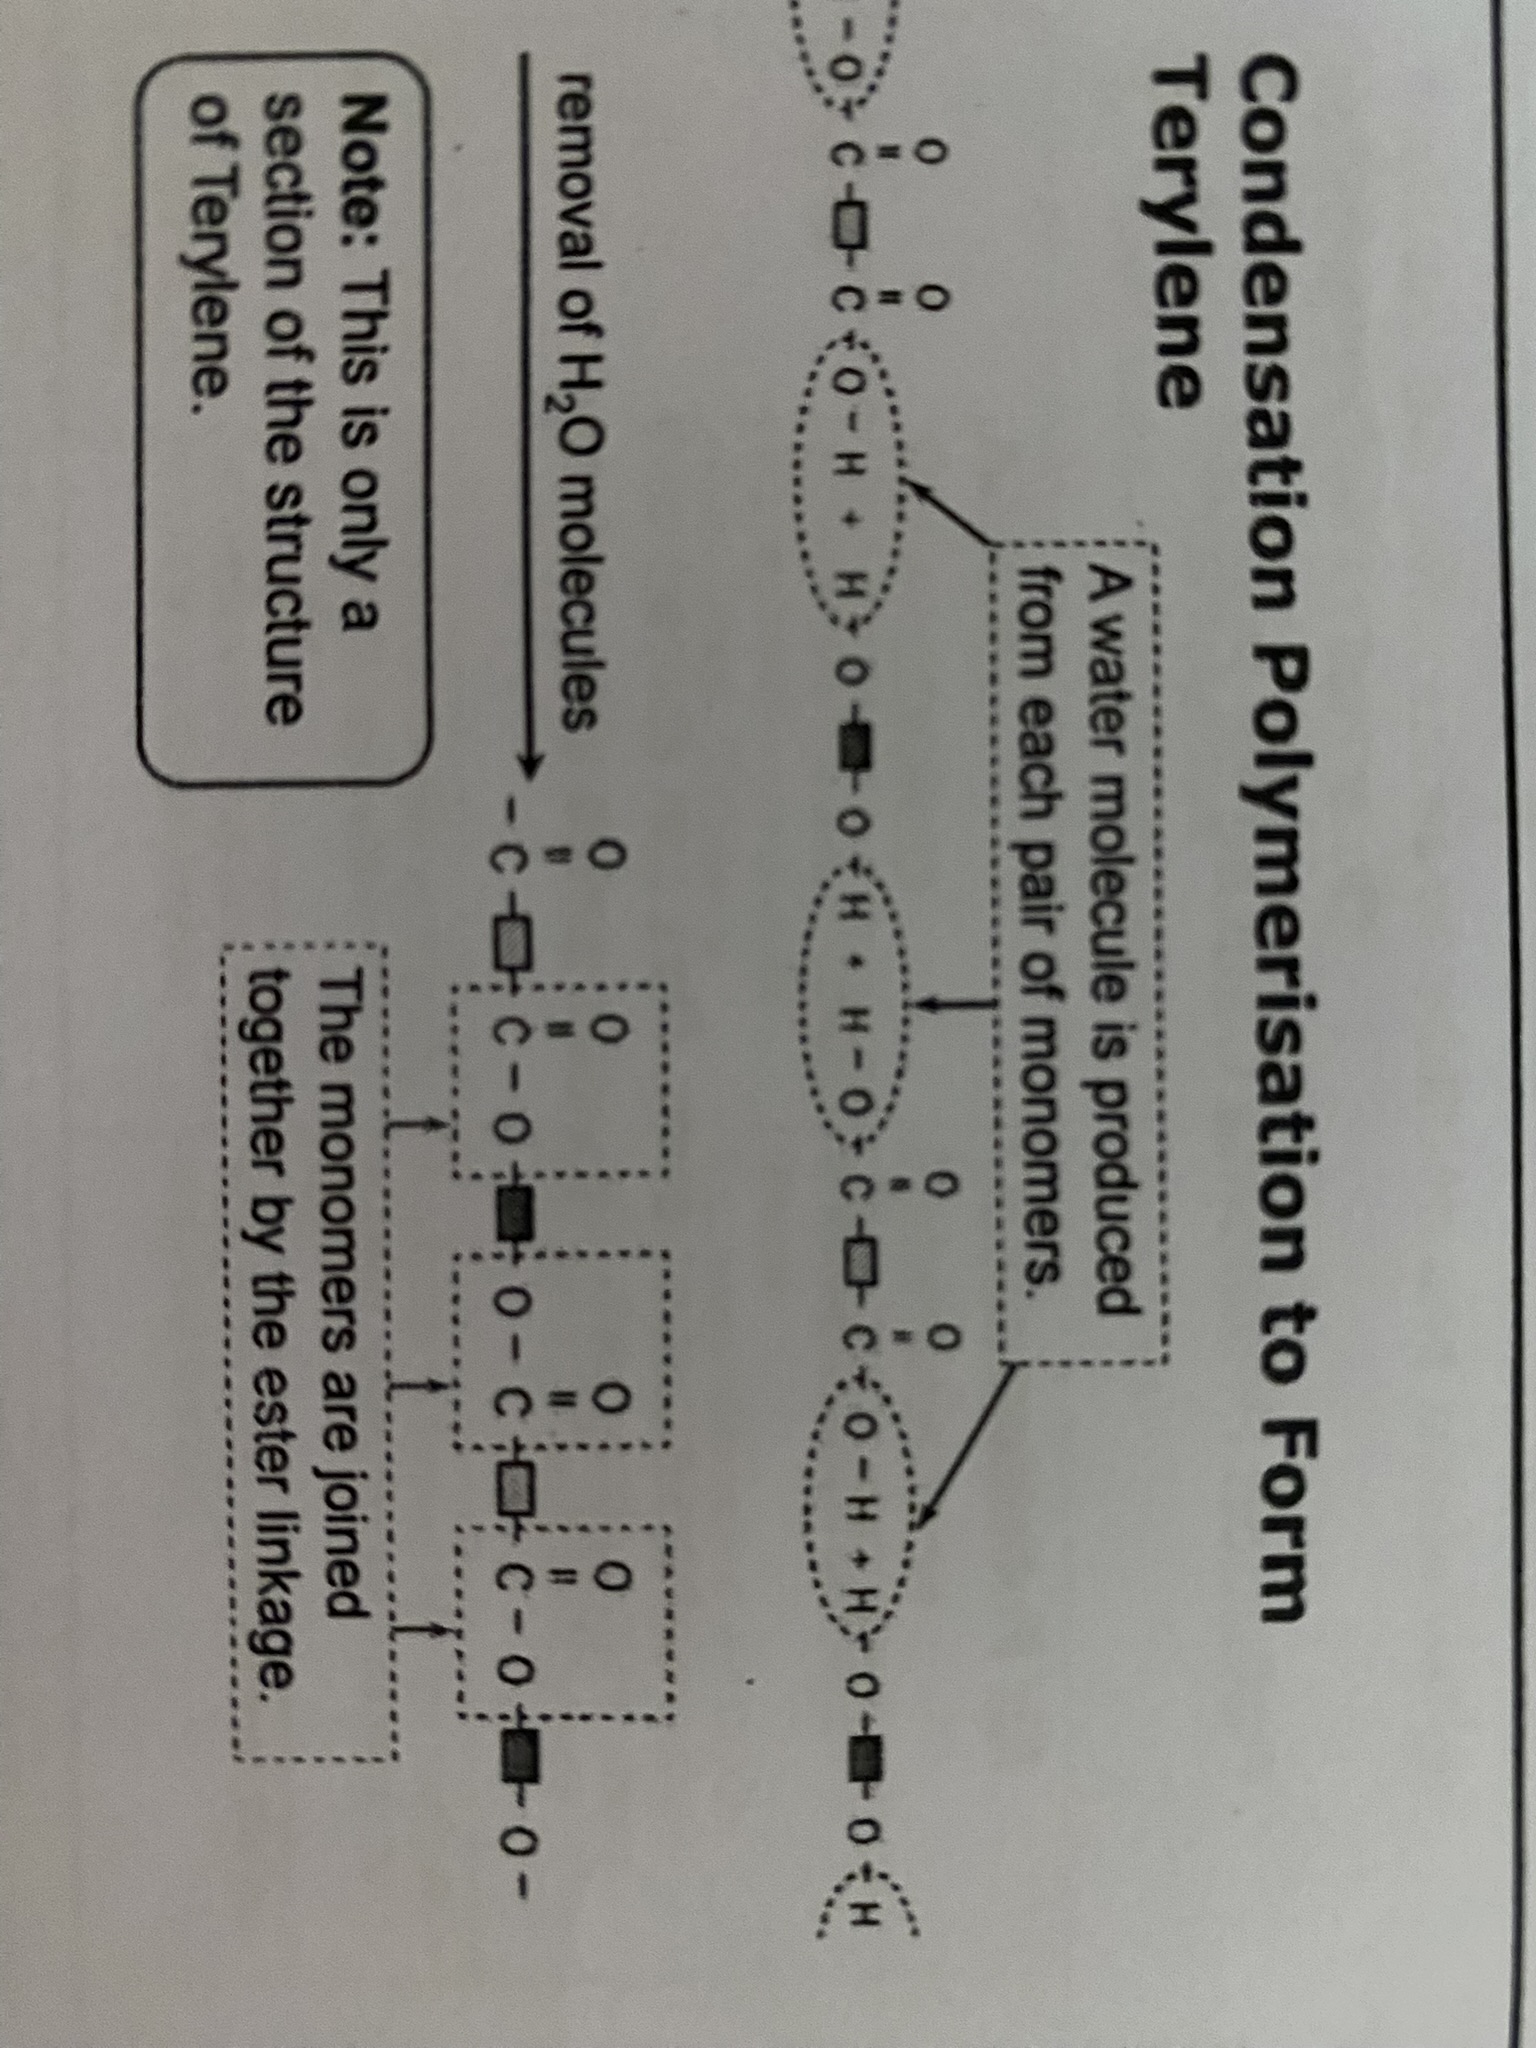 Condensation Polymerisation to Form
Terylene
A water molecule is produced
from each pair of monomers.
O O O O
|| || || ||
-O C C O-H + H O O H + H-O C C O-H + H O O H
removal of H₂O molecules
O O O O
|| || || ||
-C C-O O-C C-O O-
Note: This is only a
section of the structure
of Terylene.
The monomers are joined
together by the ester linkage.